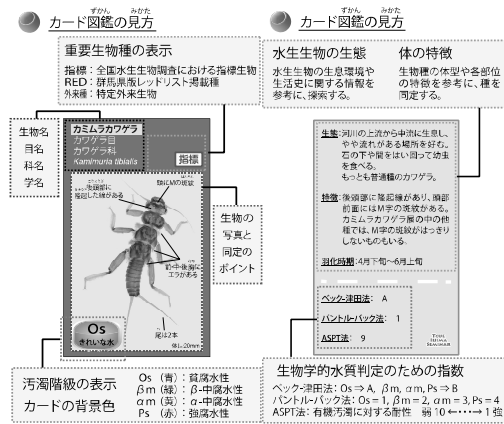 ずかん みかた
カード図鑑の見方
重要生物種の表示
指標：全国水生生物調査における指標生物
RED：群馬県版レッドリスト掲載種
外来種：特定外来生物
生物名
目名
科名
学名
カミムラカワゲラ
カワゲラ目
カワゲラ科
Kamimuria tibialis
指標
後頭部に
隆起した線がある
頭にMの斑紋
前・中・後胸に
エラがある
尾は2本
体長20mm
Os
きれいな水
生物の
写真と
同定の
ポイント
汚濁階級の表示
カードの背景色
Os （青）：貧腐水性
βm（緑）：β-中腐水性
αm（黄）：α-中腐水性
Ps （赤）：強腐水性
ずかん みかた
カード図鑑の見方
水生生物の生態
水生生物の生息環境や
生活史に関する情報を
参考に、探索する。
体の特徴
生物種の体型や各部位
の特徴を参考に、種を
同定する。
生態：河川の上流から中流に生息し、
やや流れがある場所を好む。
石の下や間をはい回って幼虫
を食べる。
もっとも普通種のカワゲラ。
特徴：後頭部に隆起線があり、頭部
前面にはM字の斑紋がある。
カミムラカワゲラ属の中の他
種では、M字の斑紋がはっきり
しないものもいる。
羽化時期：4月下旬～6月上旬
ベック-津田法： A
パントル-バック法： 1
ASPT法： 9
生物学的水質判定のための指数
ベック-津田法：Os⇒A, βm, αm, Ps⇒B
パントル-バック法：Os＝1, βm＝2, αm＝3, Ps＝4
ASPT法：有機汚濁に対する耐性 弱 10 ←・・・→ 1 強